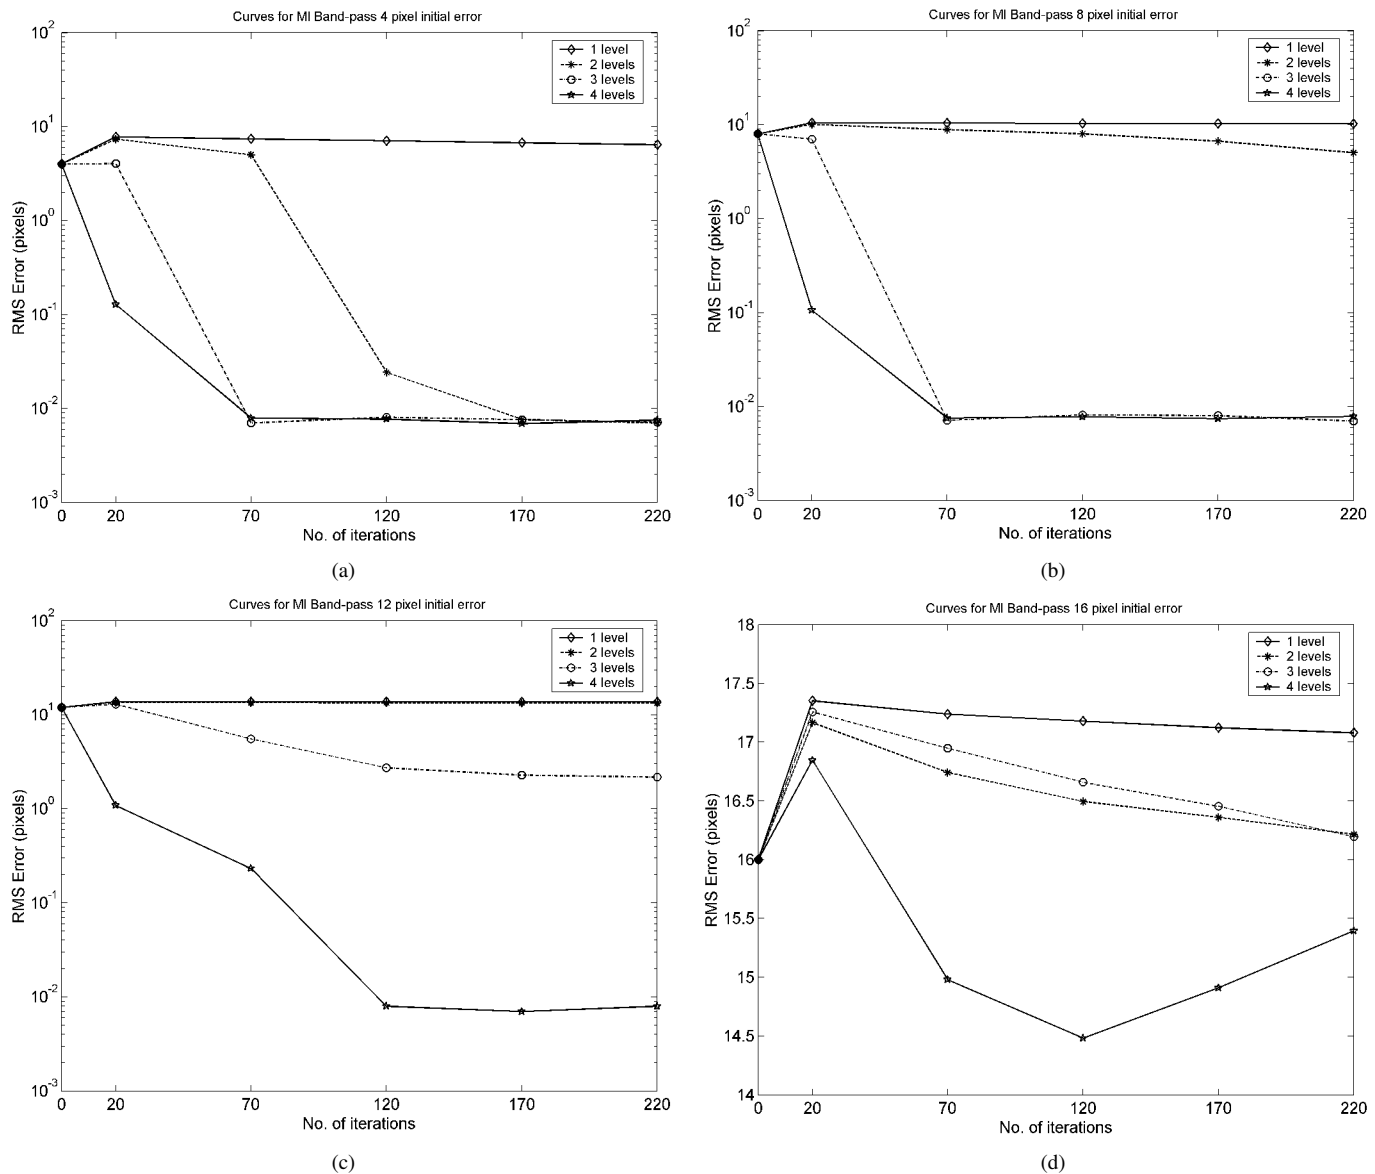 Curves for MI Band-pass 4 pixel initial error
10^2
10^1
10^0
10^-1
10^-2
10^-3
RMS Error (pixels)
1 level
2 levels
3 levels
4 levels
0 20 70 120 170 220
No. of iterations
(a)
Curves for MI Band-pass 8 pixel initial error
10^2
10^1
10^0
10^-1
10^-2
10^-3
RMS Error (pixels)
1 level
2 levels
3 levels
4 levels
0 20 70 120 170 220
No. of iterations
(b)
Curves for MI Band-pass 12 pixel initial error
10^2
10^1
10^0
10^-1
10^-2
10^-3
RMS Error (pixels)
1 level
2 levels
3 levels
4 levels
0 20 70 120 170 220
No. of iterations
(c)
Curves for MI Band-pass 16 pixel initial error
18
17.5
17
16.5
16
15.5
15
14.5
14
RMS Error (pixels)
1 level
2 levels
3 levels
4 levels
0 20 70 120 170 220
No. of iterations
(d)